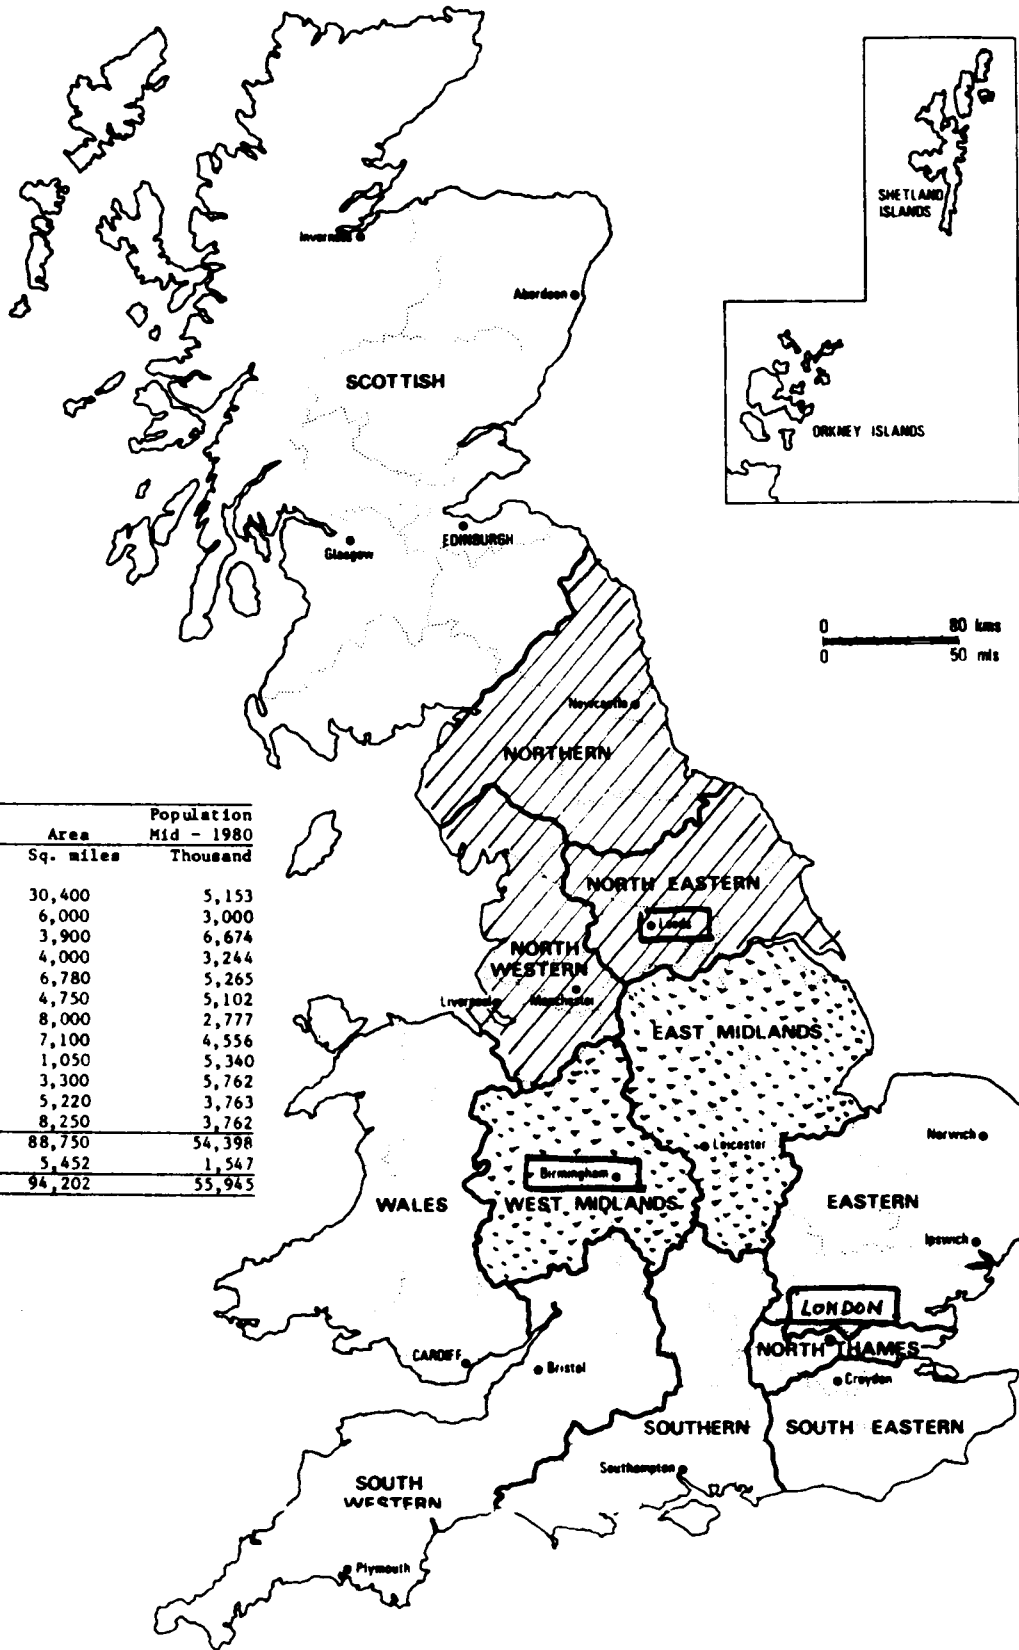 SHETLAND
ISLANDS
Inverness
Aberdeen
SCOTTISH
ORKNEY ISLANDS
Glasgow
EDINBURGH
0 80 kms
0 50 mls
Newcastle
NORTHERN
Population
Area Mid - 1980
Sq. miles Thousand
30,400 5,153
6,000 3,000
3,900 6,674
4,000 3,244
6,780 5,265
4,750 5,102
8,000 2,777
7,100 4,556
1,050 5,340
3,300 5,762
5,220 3,763
8,250 3,762
88,750 54,398
5,452 1,547
94,202 55,945
NORTH EASTERN
Leeds
NORTH
WESTERN
Liverpool
Manchester
EAST MIDLANDS
Leicester
Norwich
Birmingham
WALES
WEST MIDLANDS
EASTERN
Ipswich
LONDON
NORTH THAMES
CARDIFF
Bristol
Croydon
SOUTHERN
SOUTH EASTERN
Southampton
SOUTH
WESTERN
Plymouth